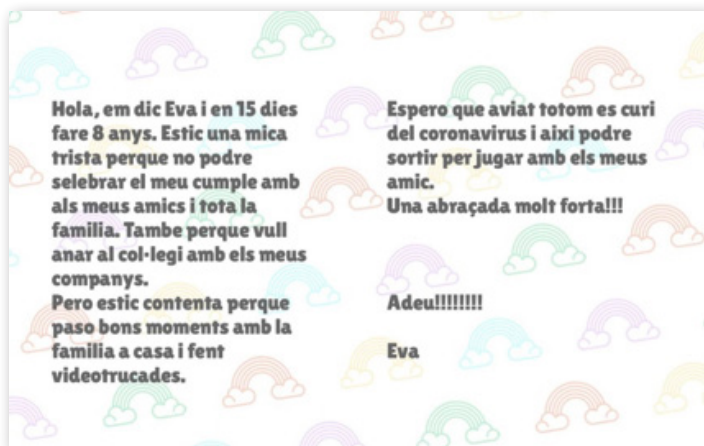 Hola, em dic Eva i en 15 dies
fare 8 anys. Estic una mica
trista perque no podre
selebrar el meu cumple amb
als meus amics i tota la
familia. Tambe perque vull
anar al col·legi amb els meus
companys.
Pero estic contenta perque
paso bons moments amb la
familia a casa i fent
videotrucades.
Espero que aviat totom es curi
del coronavirus i aixi podre
sortir per jugar amb els meus
amic.
Una abraçada molt forta!!!
Adeu!!!!!!!!
Eva